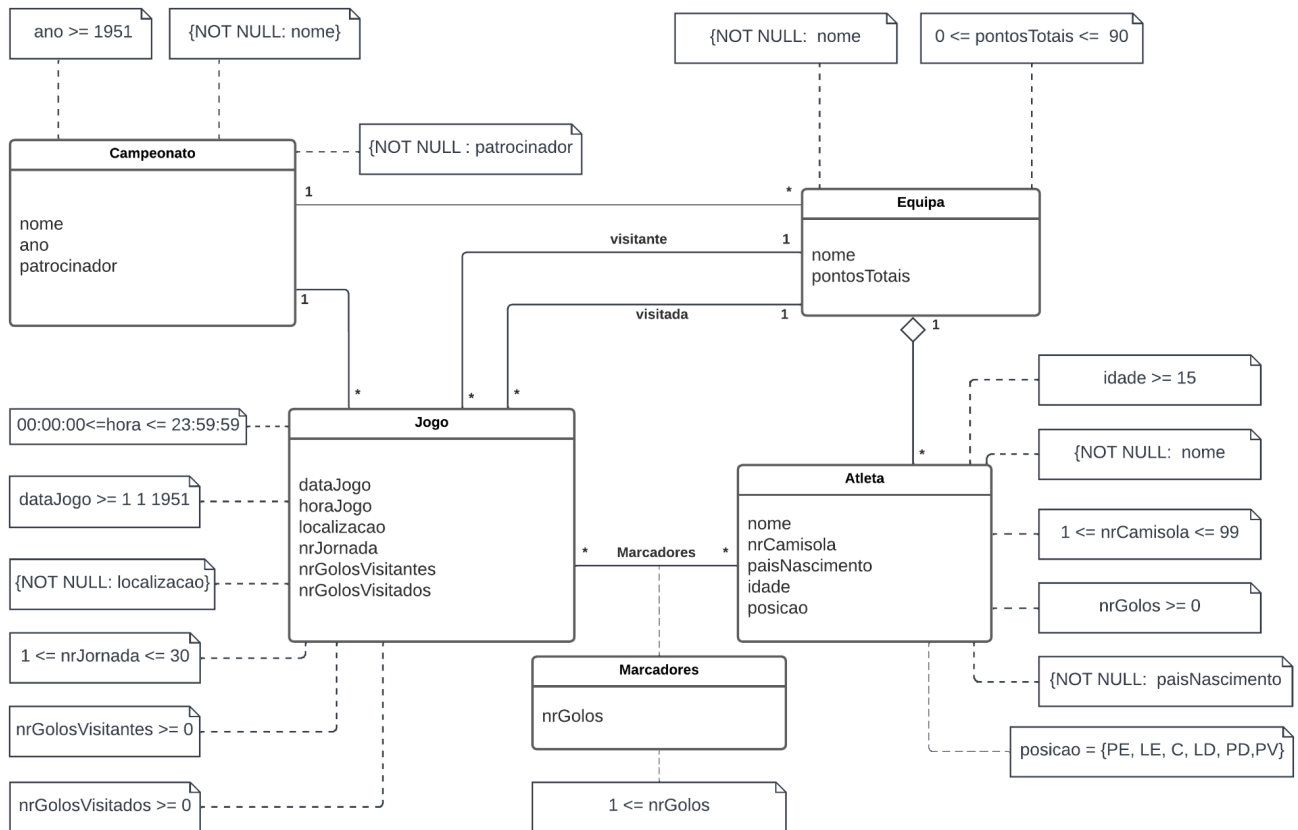 ano >= 1951
{NOT NULL: nome}
{NOT NULL:  nome
0 <= pontosTotais <=  90
{NOT NULL : patrocinador
Campeonato
nome
ano
patrocinador
1
*
Equipa
nome
pontosTotais
visitante
1
visitada
1
1
1
*
*
*
*
00:00:00<=hora <= 23:59:59
dataJogo >= 1 1 1951
{NOT NULL: localizacao}
1 <= nrJornada <= 30
nrGolosVisitantes >= 0
nrGolosVisitados >= 0
Jogo
dataJogo
horaJogo
localizacao
nrJornada
nrGolosVisitantes
nrGolosVisitados
*
Marcadores
*
Marcadores
nrGolos
1 <= nrGolos
Atleta
nome
nrCamisola
paisNascimento
idade
posicao
idade >= 15
{NOT NULL:  nome
1 <= nrCamisola <= 99
nrGolos >= 0
{NOT NULL:  paisNascimento
posicao = {PE, LE, C, LD, PD,PV}